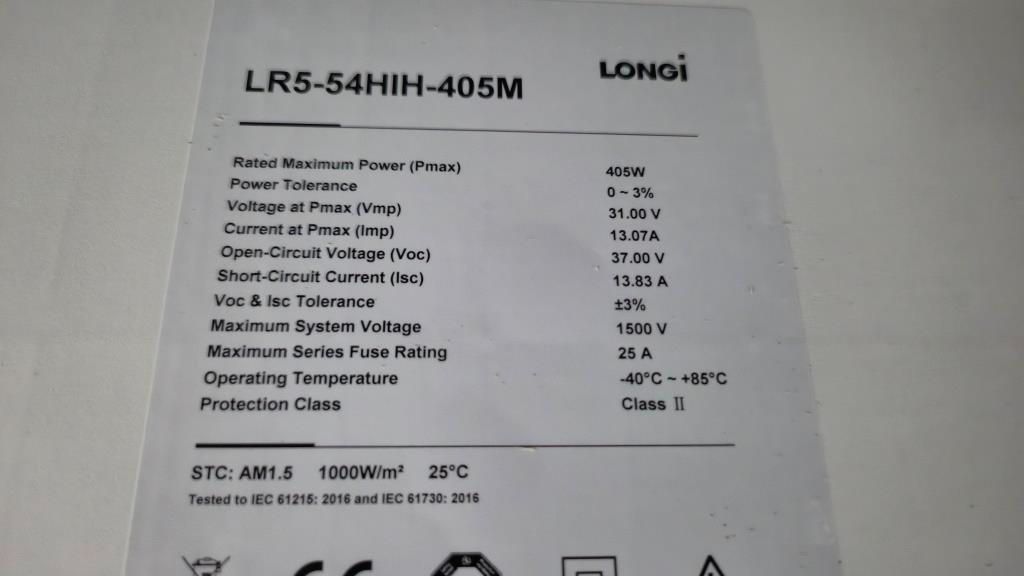 LONGi
LR5-54HIH-405M
Rated Maximum Power (Pmax) 405W
Power Tolerance 0 ~ 3%
Voltage at Pmax (Vmp) 31.00 V
Current at Pmax (Imp) 13.07A
Open-Circuit Voltage (Voc) 37.00 V
Short-Circuit Current (Isc) 13.83 A
Voc & Isc Tolerance ±3%
Maximum System Voltage 1500 V
Maximum Series Fuse Rating 25 A
Operating Temperature -40°C ~ +85°C
Protection Class Class Ⅱ
STC: AM1.5 1000W/m² 25°C
Tested to IEC 61215: 2016 and IEC 61730: 2016